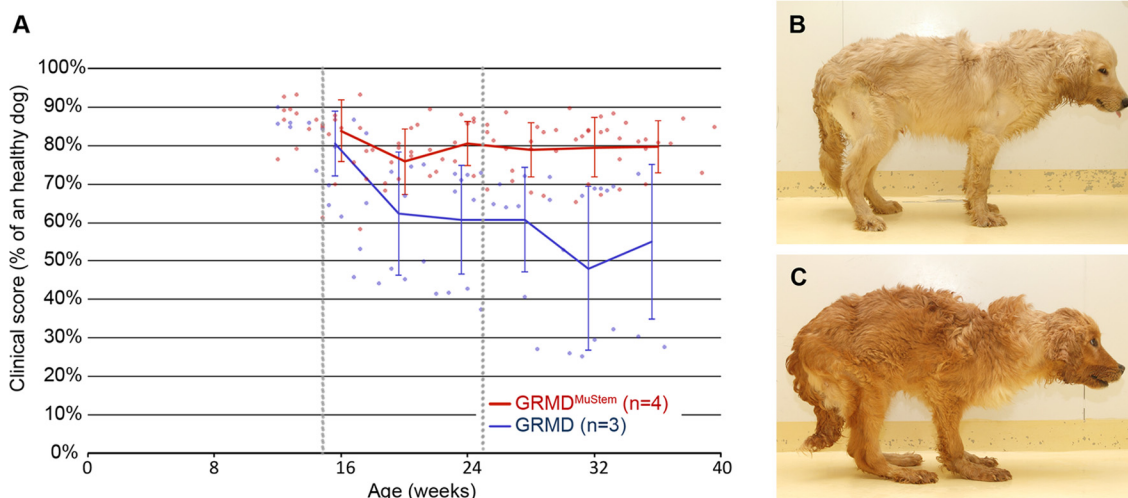 A
B
C
Clinical score (% of an healthy dog)
100%
90%
80%
70%
60%
50%
40%
30%
20%
10%
0%
GRMDMuStem (n=4)
GRMD (n=3)
0 8 16 24 32 40
Age (weeks)